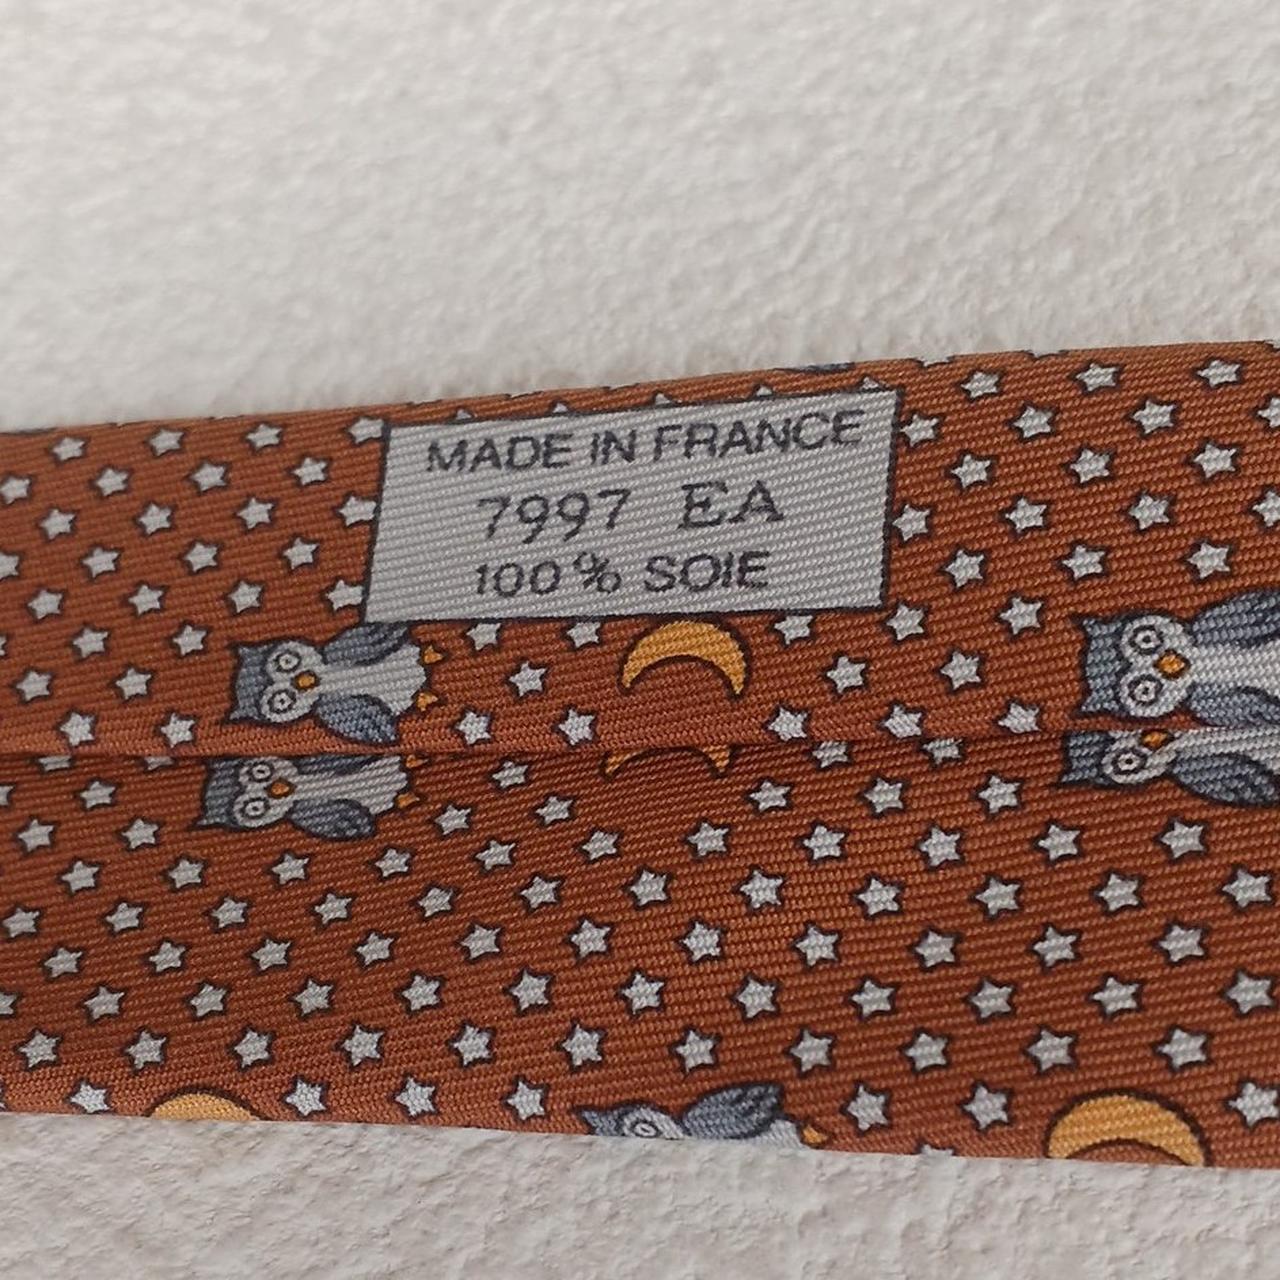 MADE IN FRANCE
7997 EA
100% SOIE